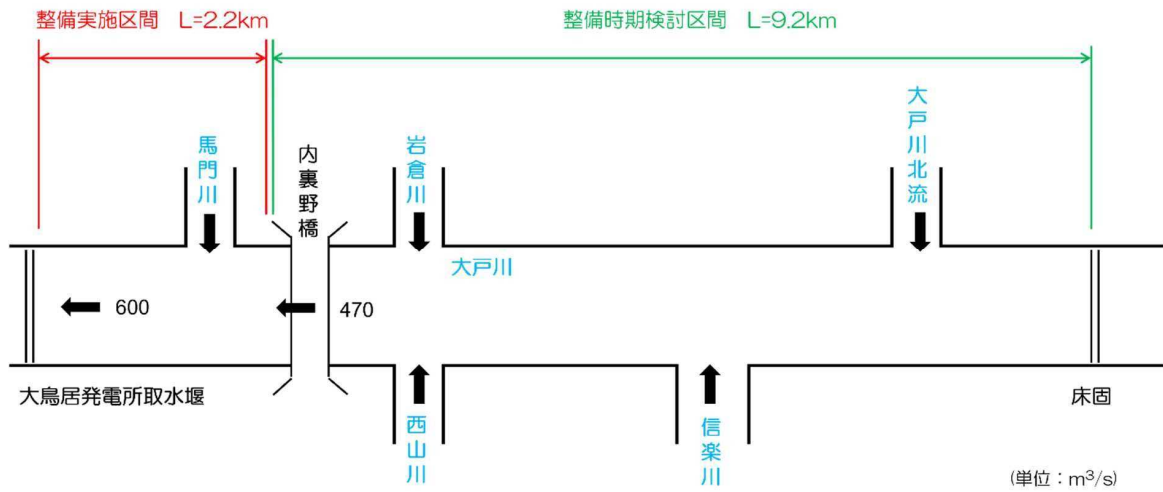 整備実施区間 L=2.2km
整備時期検討区間 L=9.2km
馬門川
内裏野橋
岩倉川
大戸川北流
大戸川
600
470
大鳥居発電所取水堰
西山川
信楽川
床固
(単位：m³/s)